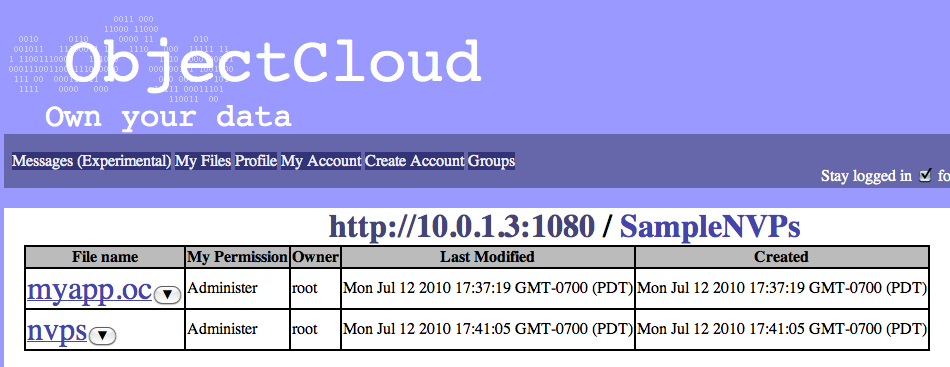 ObjectCloud
Own your data
Messages (Experimental) My Files Profile My Account Create Account Groups
Stay logged in fo
http://10.0.1.3:1080 / SampleNVPs
File name My Permission Owner Last Modified Created
myapp.oc ▼ Administer root Mon Jul 12 2010 17:37:19 GMT-0700 (PDT) Mon Jul 12 2010 17:37:19 GMT-0700 (PDT)
nvps ▼ Administer root Mon Jul 12 2010 17:41:05 GMT-0700 (PDT) Mon Jul 12 2010 17:41:05 GMT-0700 (PDT)